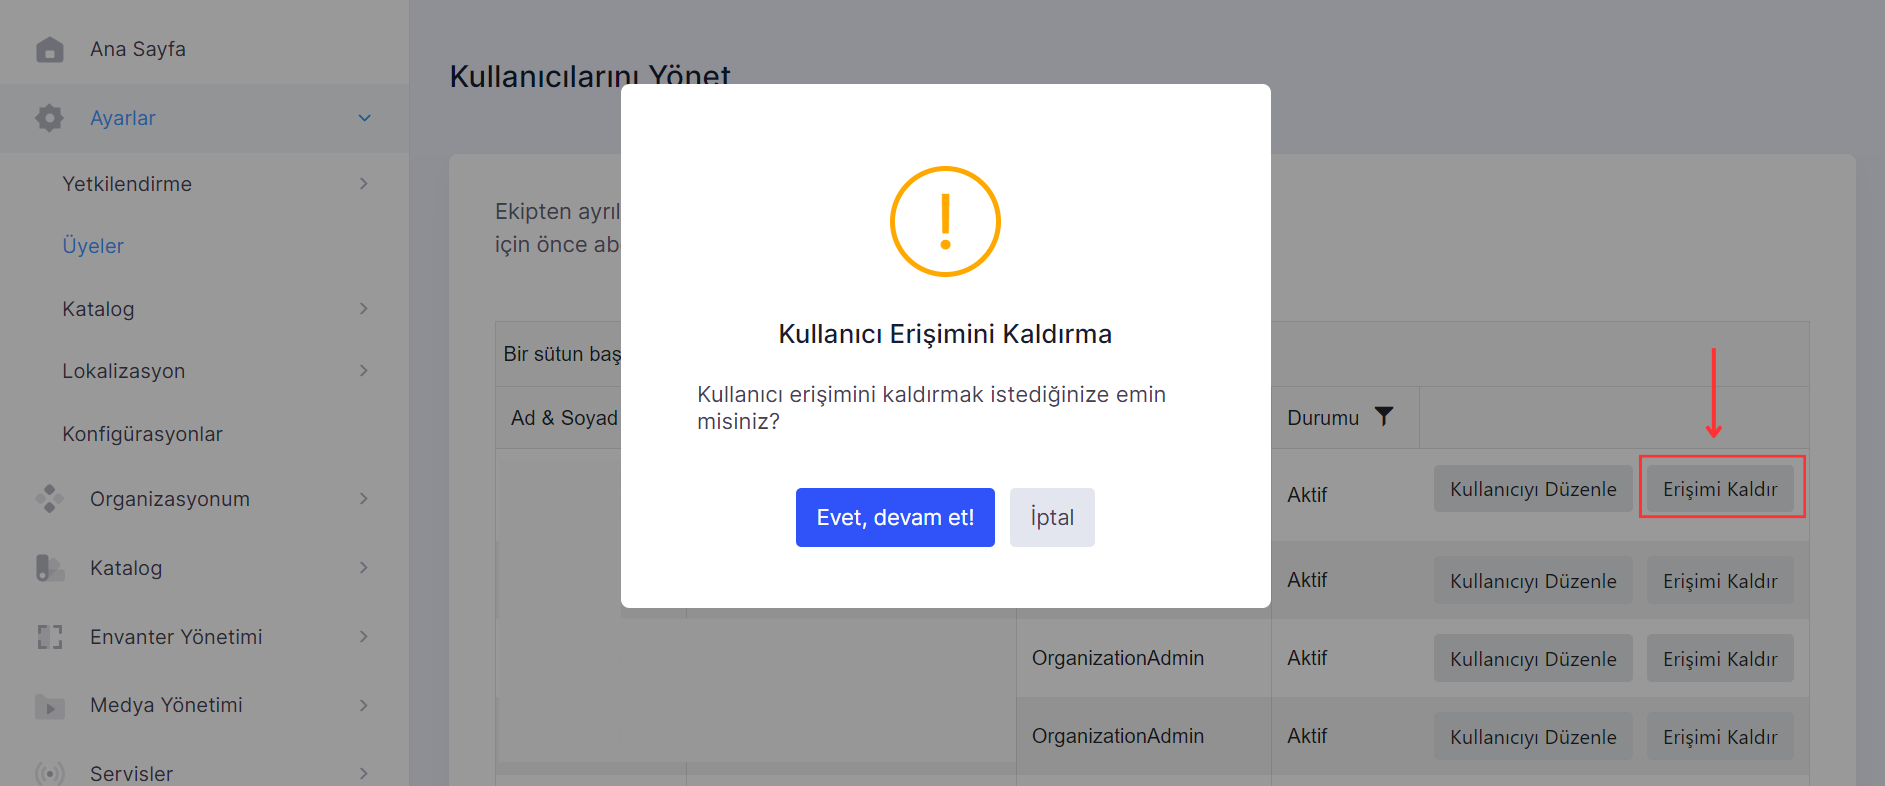 Ana Sayfa
Ayarlar
Yetkilendirme
Üyeler
Katalog
Lokalizasyon
Konfigürasyonlar
Organizasyonum
Katalog
Envanter Yönetimi
Medya Yönetimi
Servisler
Kullanıcılarını Yönet
Ekipten ayrıl
için önce ab
Bir sütun baş
Ad & Soyad
Durumu
Aktif Kullanıcıyı Düzenle Erişimi Kaldır
Aktif Kullanıcıyı Düzenle Erişimi Kaldır
OrganizationAdmin Aktif Kullanıcıyı Düzenle Erişimi Kaldır
OrganizationAdmin Aktif Kullanıcıyı Düzenle Erişimi Kaldır
!
Kullanıcı Erişimini Kaldırma
Kullanıcı erişimini kaldırmak istediğinize emin
misiniz?
Evet, devam et! İptal